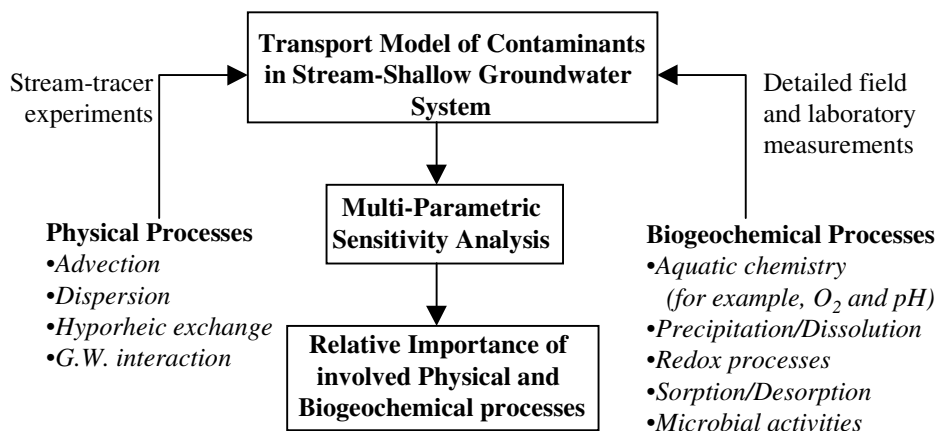 Transport Model of Contaminants
in Stream-Shallow Groundwater
System
Stream-tracer
experiments
Detailed field
and laboratory
measurements
Multi-Parametric
Sensitivity Analysis
Physical Processes
•Advection
•Dispersion
•Hyporheic exchange
•G.W. interaction
Biogeochemical Processes
•Aquatic chemistry
(for example, O2 and pH)
•Precipitation/Dissolution
•Redox processes
•Sorption/Desorption
•Microbial activities
Relative Importance of
involved Physical and
Biogeochemical processes